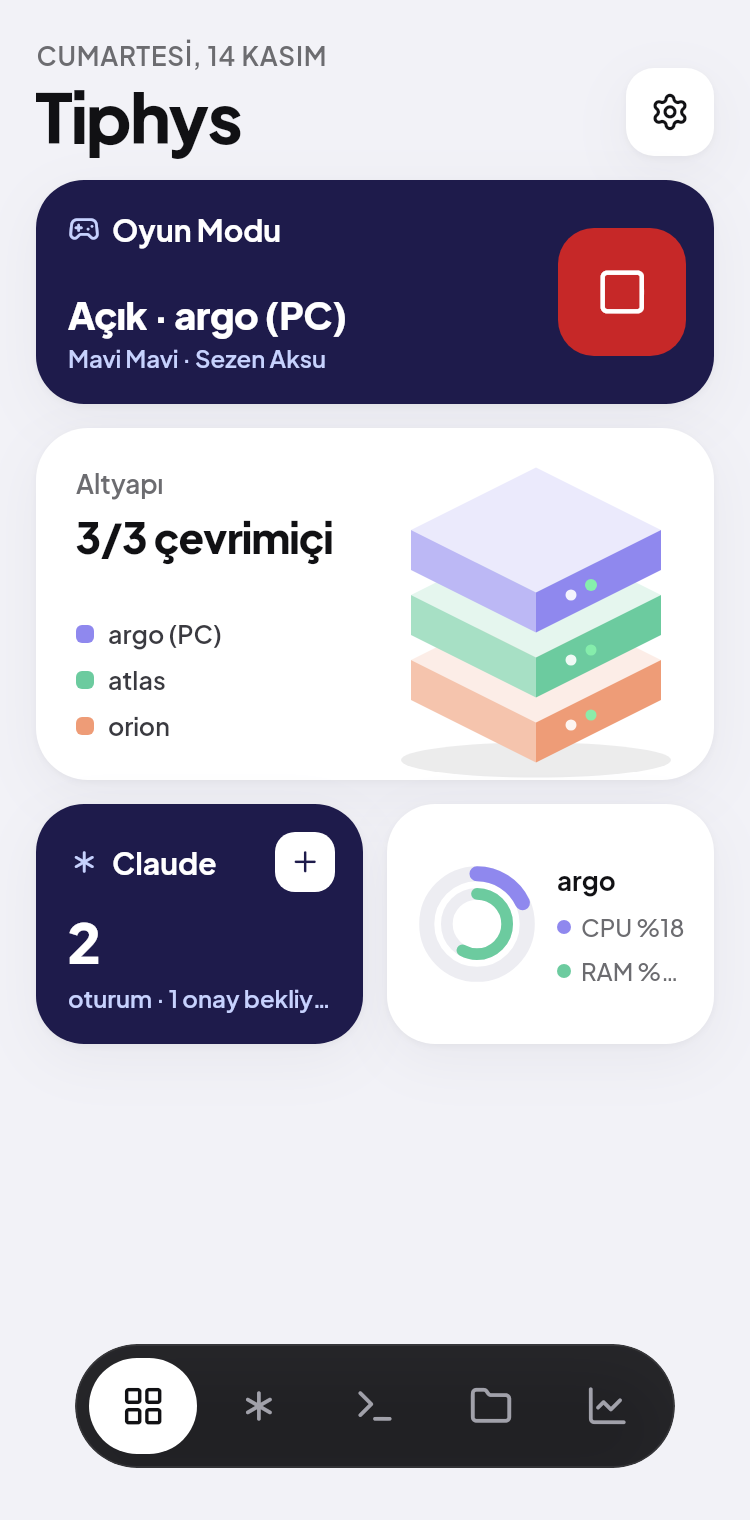 CUMARTESİ, 14 KASIM
Tiphys
Oyun Modu
Açık · argo (PC)
Mavi Mavi · Sezen Aksu
Altyapı
3/3 çevrimiçi
argo (PC)
atlas
orion
Claude
2
oturum · 1 onay bekliy...
argo
CPU %18
RAM %...